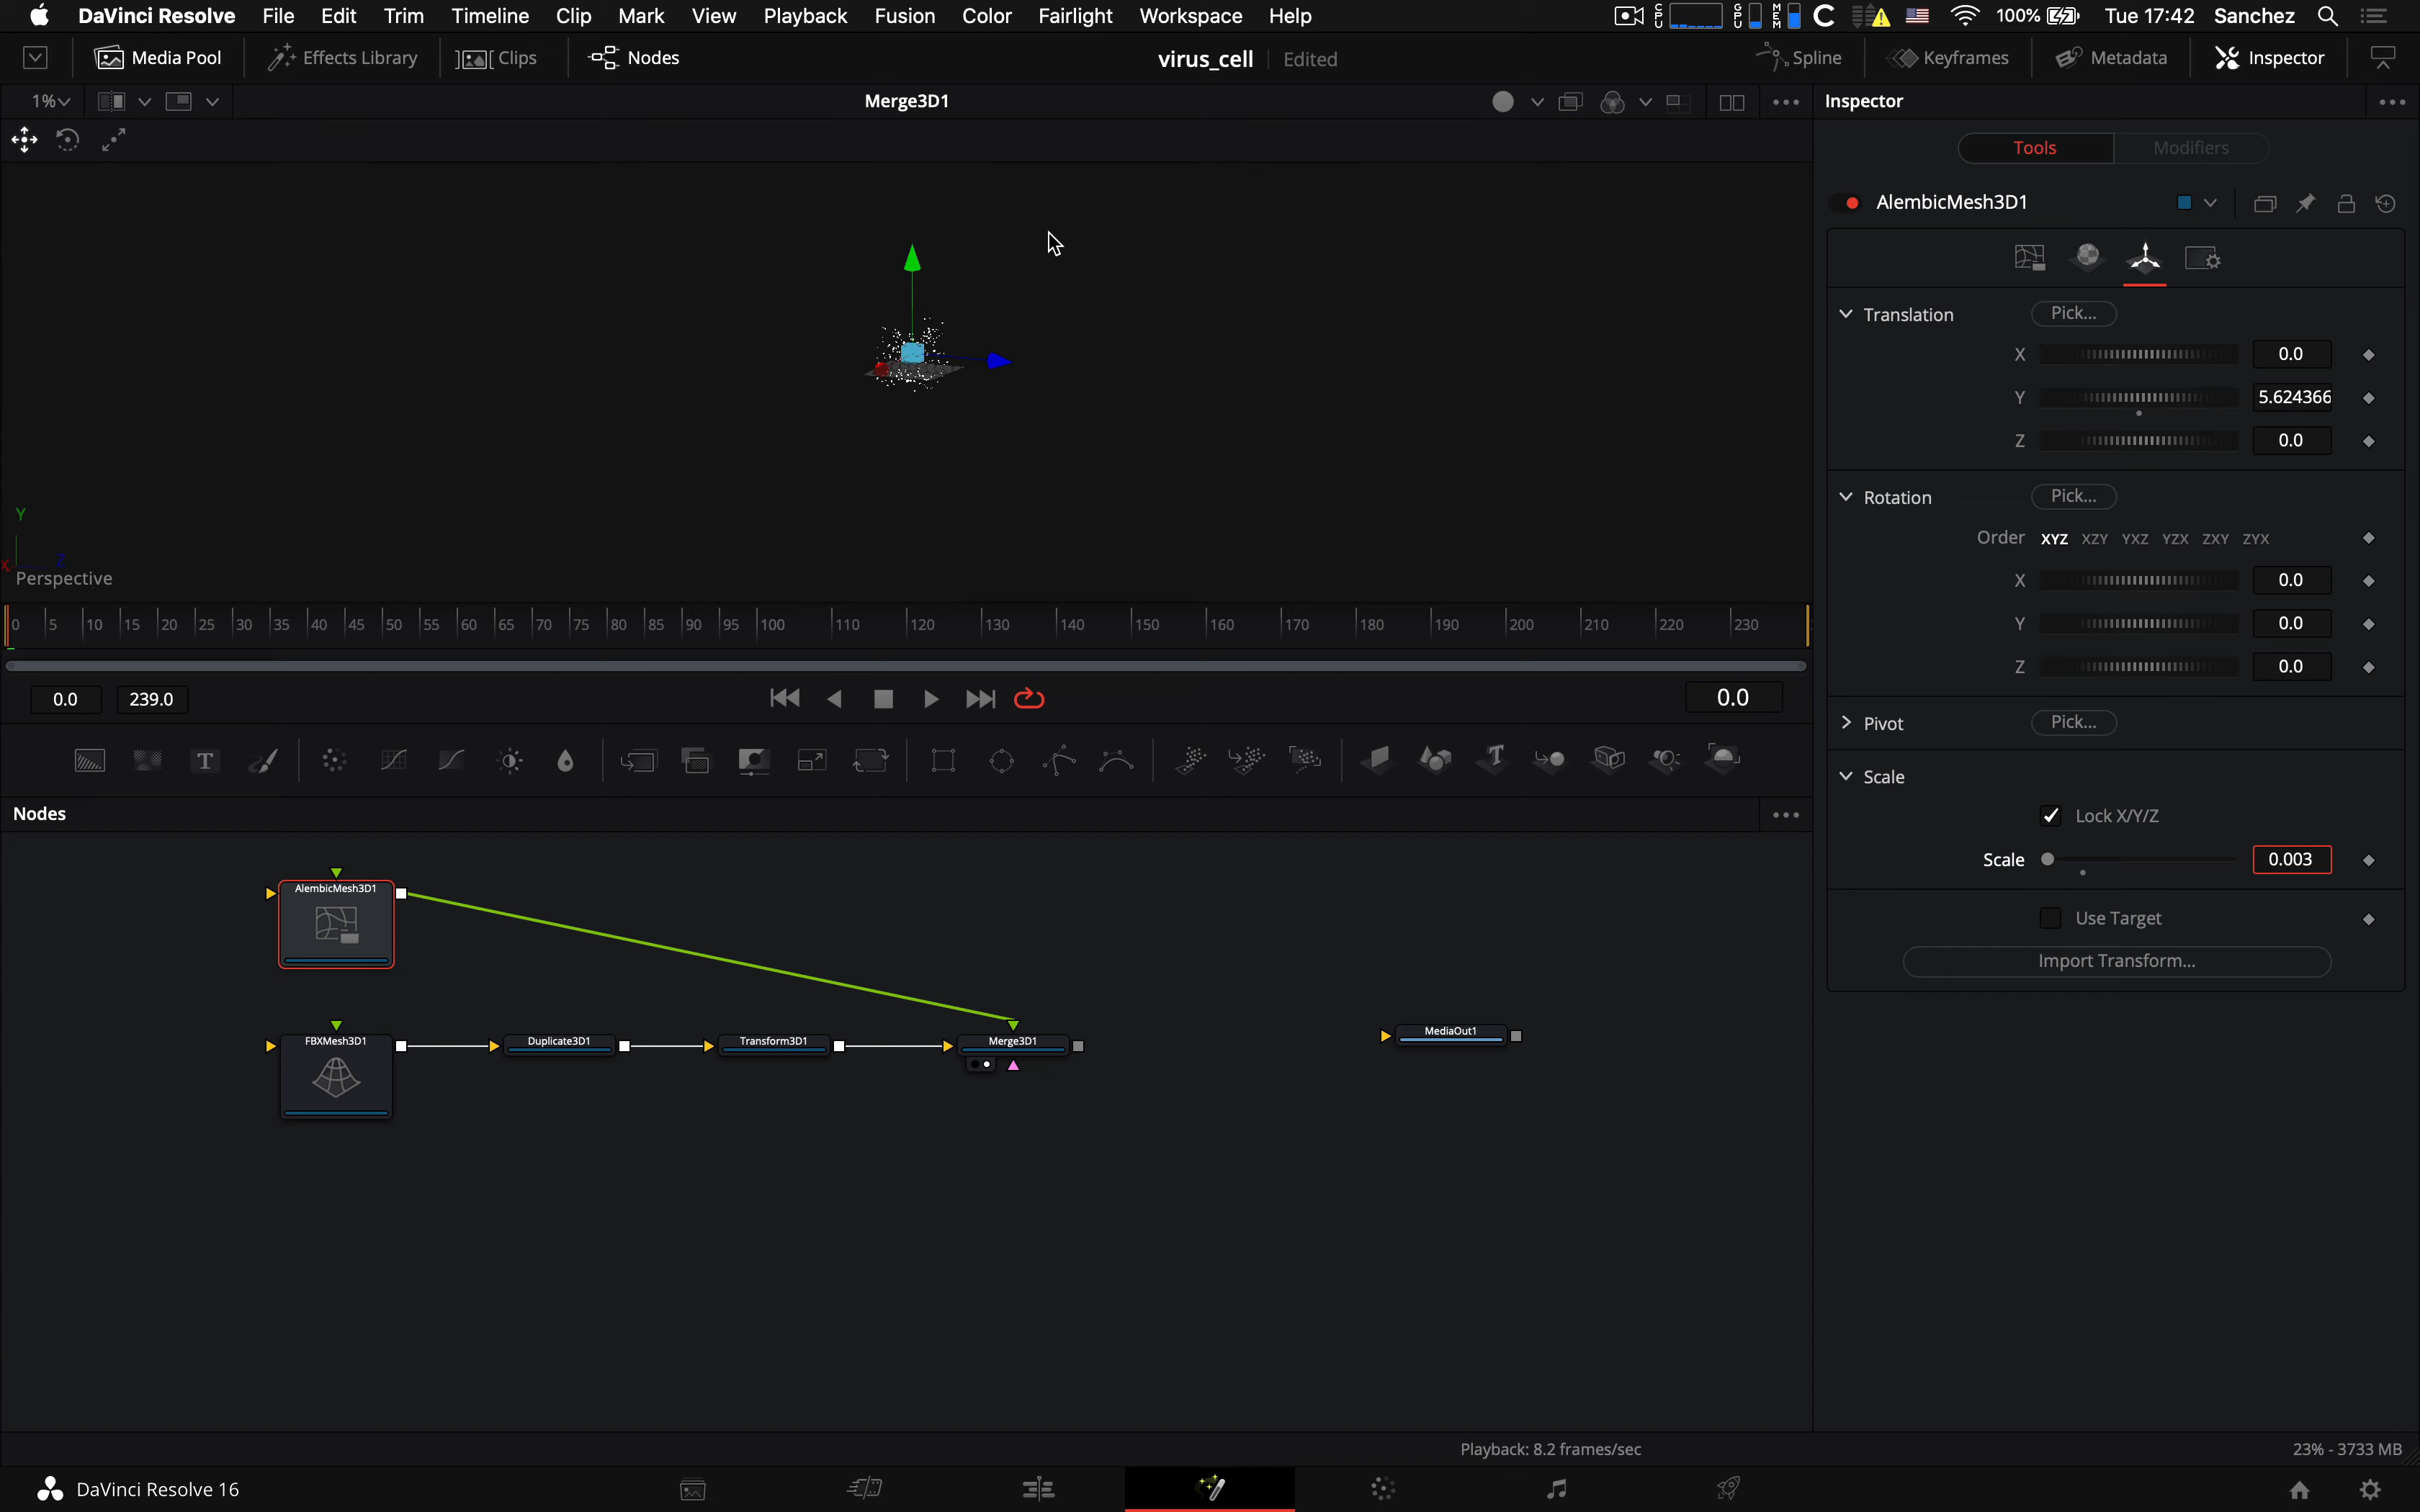 DaVinci Resolve File Edit Trim Timeline Clip Mark View Playback Fusion Color Fairlight Workspace Help CPU GPU MEM 100% Tue 17:42 Sanchez
Media Pool Effects Library Clips Nodes virus_cell Edited Spline Keyframes Metadata Inspector
1% Merge3D1 Inspector
Tools Modifiers
AlembicMesh3D1
Translation Pick...
X 0.0
Y 5.624366
Z 0.0
Rotation Pick...
Order XYZ XZY YXZ YZX ZXY ZYX
X 0.0
Y 0.0
Z 0.0
Pivot Pick...
Scale
Lock X/Y/Z
Scale 0.003
Use Target
Import Transform...
Y
X Z
Perspective
0 5 10 15 20 25 30 35 40 45 50 55 60 65 70 75 80 85 90 95 100 110 120 130 140 150 160 170 180 190 200 210 220 230
0.0 239.0 0.0
T T
Nodes
AlembicMesh3D1
FBXMesh3D1 Duplicate3D1 Transform3D1 Merge3D1 MediaOut1
Playback: 8.2 frames/sec 23% - 3733 MB
DaVinci Resolve 16